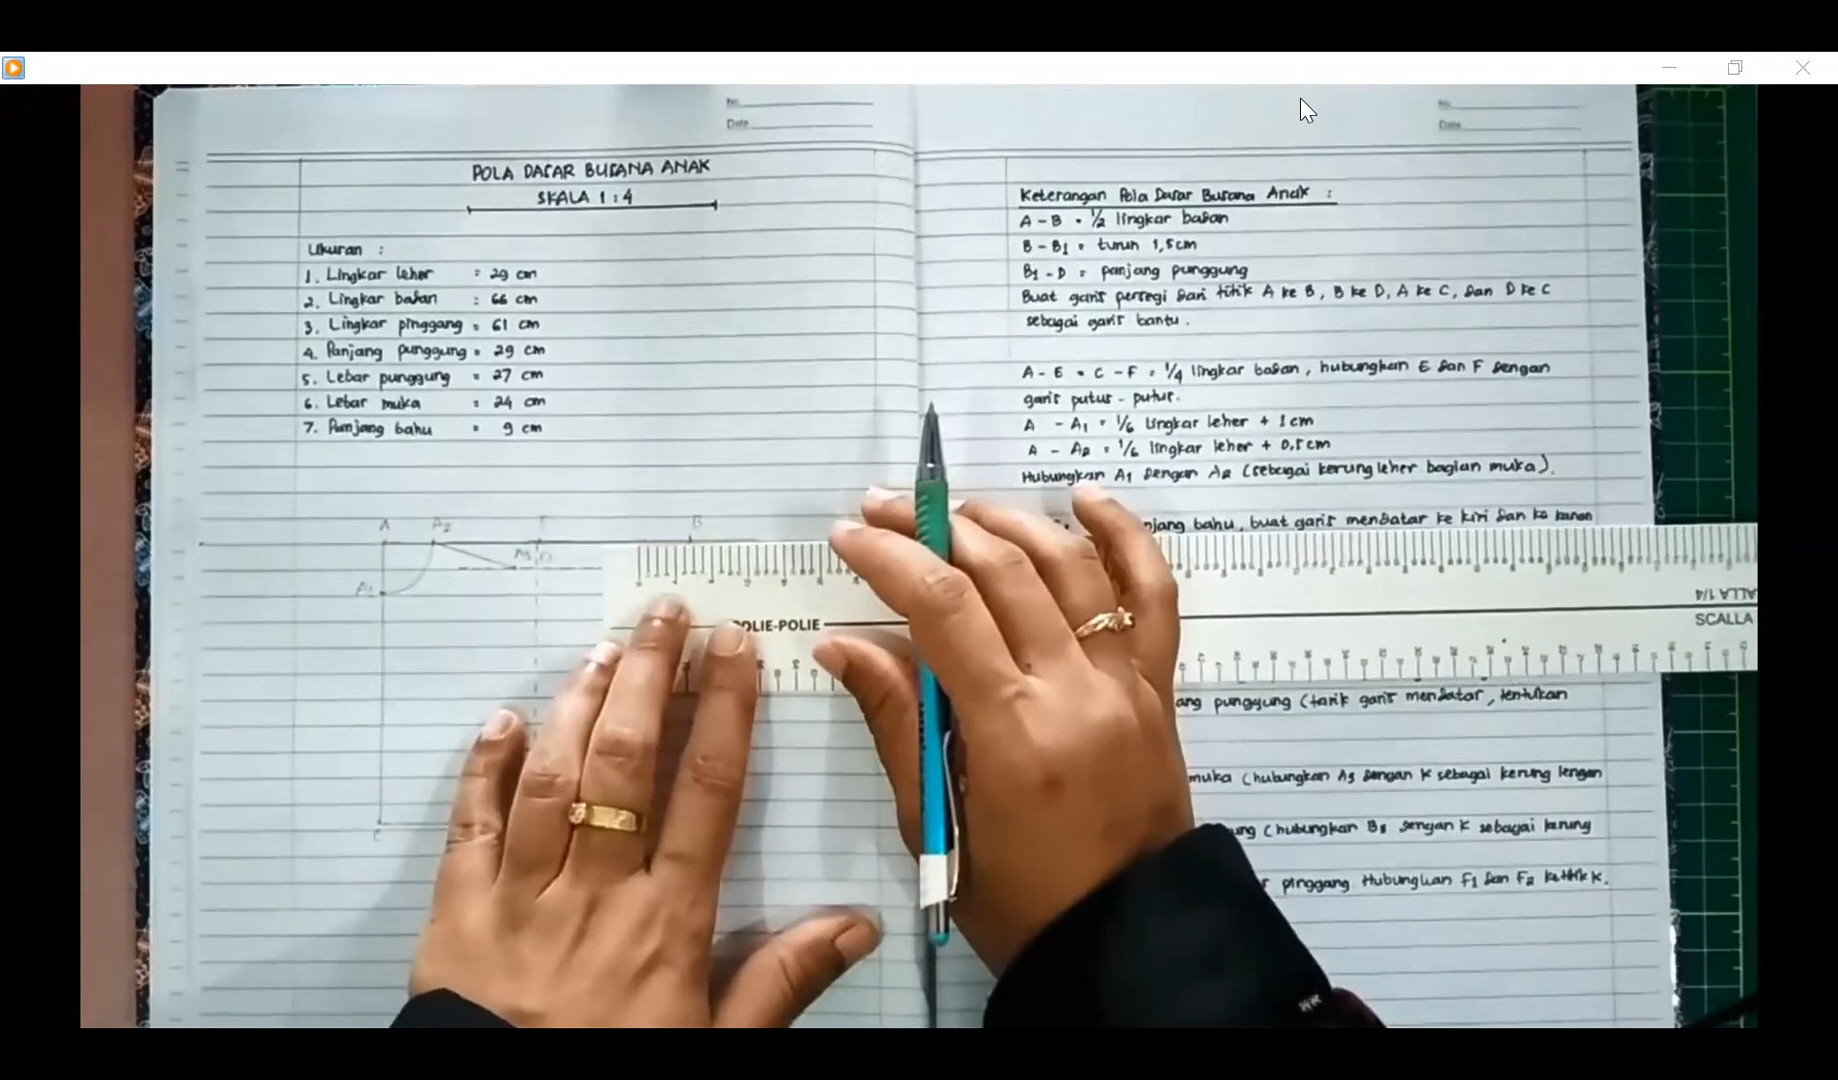 No.
Date
POLA DASAR BUSANA ANAK
SKALA 1 : 4
Ukuran :
1. Lingkar leher = 29 cm
2. Lingkar badan : 66 cm
3. Lingkar pinggang = 61 cm
4. Panjang punggung = 29 cm
5. Lebar punggung = 27 cm
6. Lebar muka : 24 cm
7. Panjang bahu = 9 cm
A A2 B
A1
C
No.
Date
Keterangan Pola Dasar Busana Anak :
A - B = 1/2 lingkar badan
B - B1 = turun 1,5 cm
B1 - D = panjang punggung
Buat garis persegi dari titik A ke B, B ke D, A ke C, dan D ke C
sebagai garis bantu.
A - E = C - F = 1/4 lingkar badan, hubungkan E dan F dengan
garis putus - putus.
A - A1 = 1/6 lingkar leher + 1 cm
A - A2 = 1/6 lingkar leher + 0,5 cm
Hubungkan A1 dengan A2 (sebagai kerung leher bagian muka).
bahu, buat garis mendatar ke kiri dan ke kanan
POLIE-POLIE
SCALLA
punggung (tarik garis mendatar, tentukan
muka (hubungkan A3 dengan K sebagai kerung lengan
(hubungkan B3 dengan K sebagai kerung
pinggang Hubungkan F1 dan F2 ke titik K.